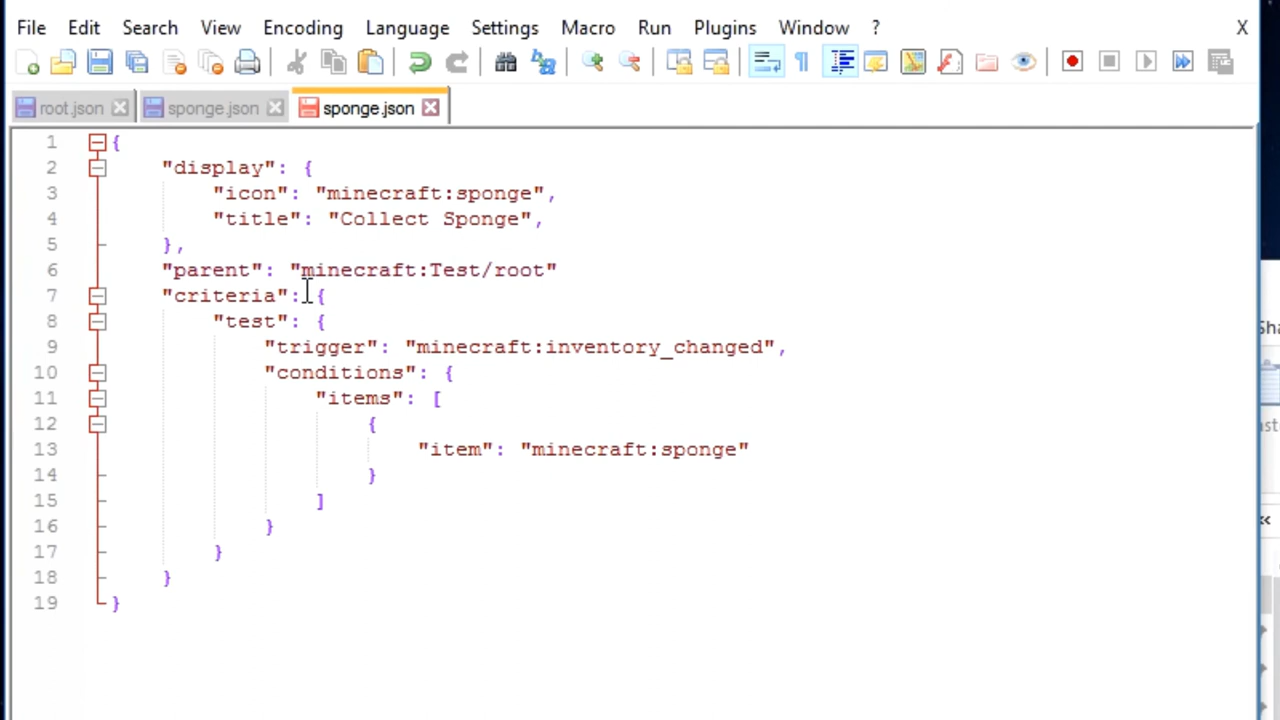 File Edit Search View Encoding Language Settings Macro Run Plugins Window ? X
root.json sponge.json sponge.json
1 {
2 "display": {
3 "icon": "minecraft:sponge",
4 "title": "Collect Sponge",
5 },
6 "parent": "minecraft:Test/root"
7 "criteria": {
8 "test": {
9 "trigger": "minecraft:inventory_changed",
10 "conditions": {
11 "items": [
12 {
13 "item": "minecraft:sponge"
14 }
15 ]
16 }
17 }
18 }
19 }